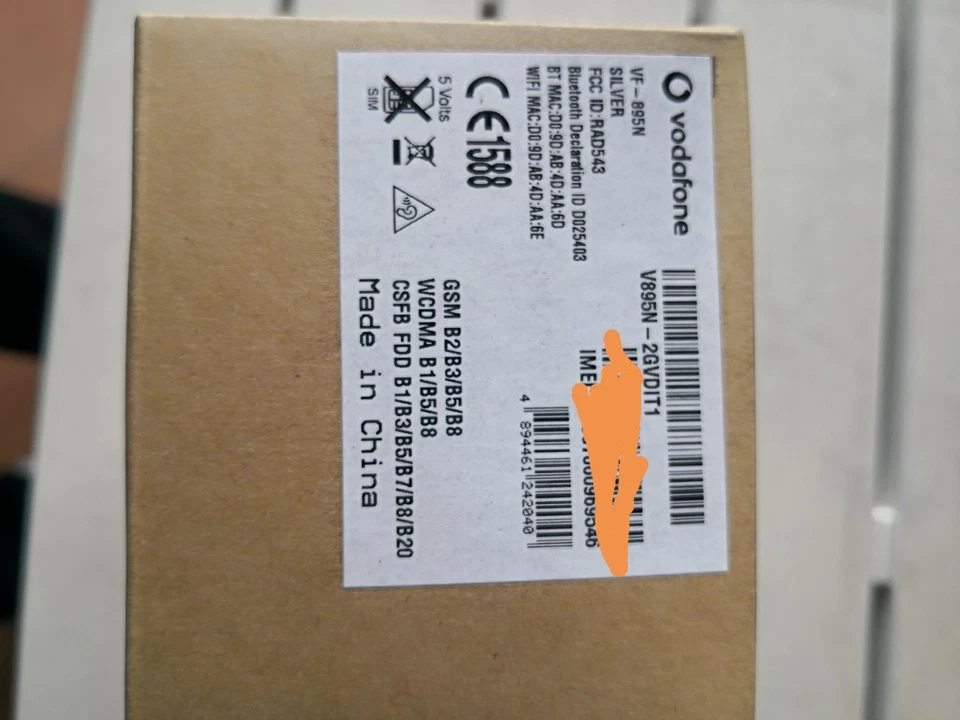 vodafone
VF-895N
SILVER
FCC ID:RAD543
Bluetooth Declaration ID D025403
BT MAC:D0:9D:AB:4D:AA:6D
WIFI MAC:D0:9D:AB:4D:AA:6E
CE1588
5 Volts
SIM
V895N-2GVDIT1
4 894461 242040
GSM B2/B3/B5/B8
WCDMA B1/B5/B8
CSFB FDD B1/B3/B5/B7/B8/B20
Made in China